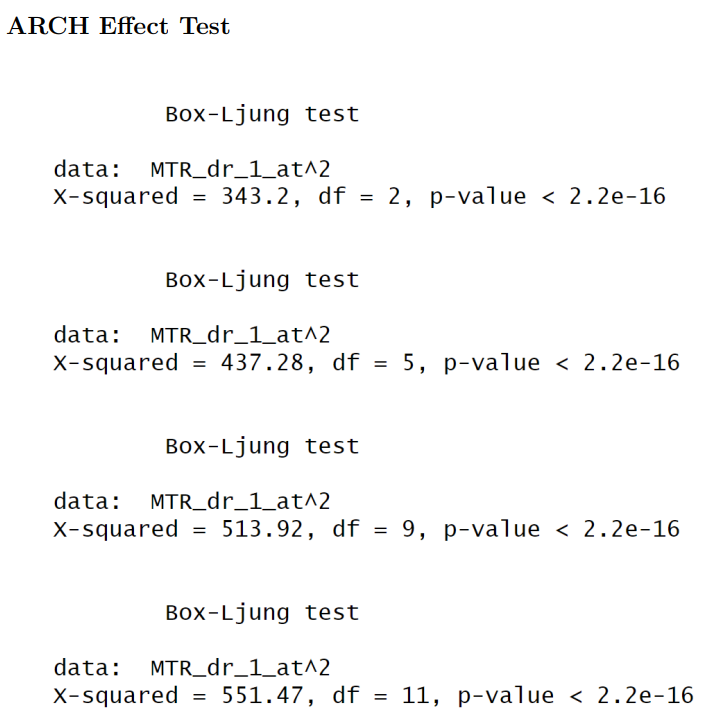 ARCH Effect Test
Box-Ljung test
data:  MTR_dr_1_at^2
X-squared = 343.2, df = 2, p-value < 2.2e-16
Box-Ljung test
data:  MTR_dr_1_at^2
X-squared = 437.28, df = 5, p-value < 2.2e-16
Box-Ljung test
data:  MTR_dr_1_at^2
X-squared = 513.92, df = 9, p-value < 2.2e-16
Box-Ljung test
data:  MTR_dr_1_at^2
X-squared = 551.47, df = 11, p-value < 2.2e-16